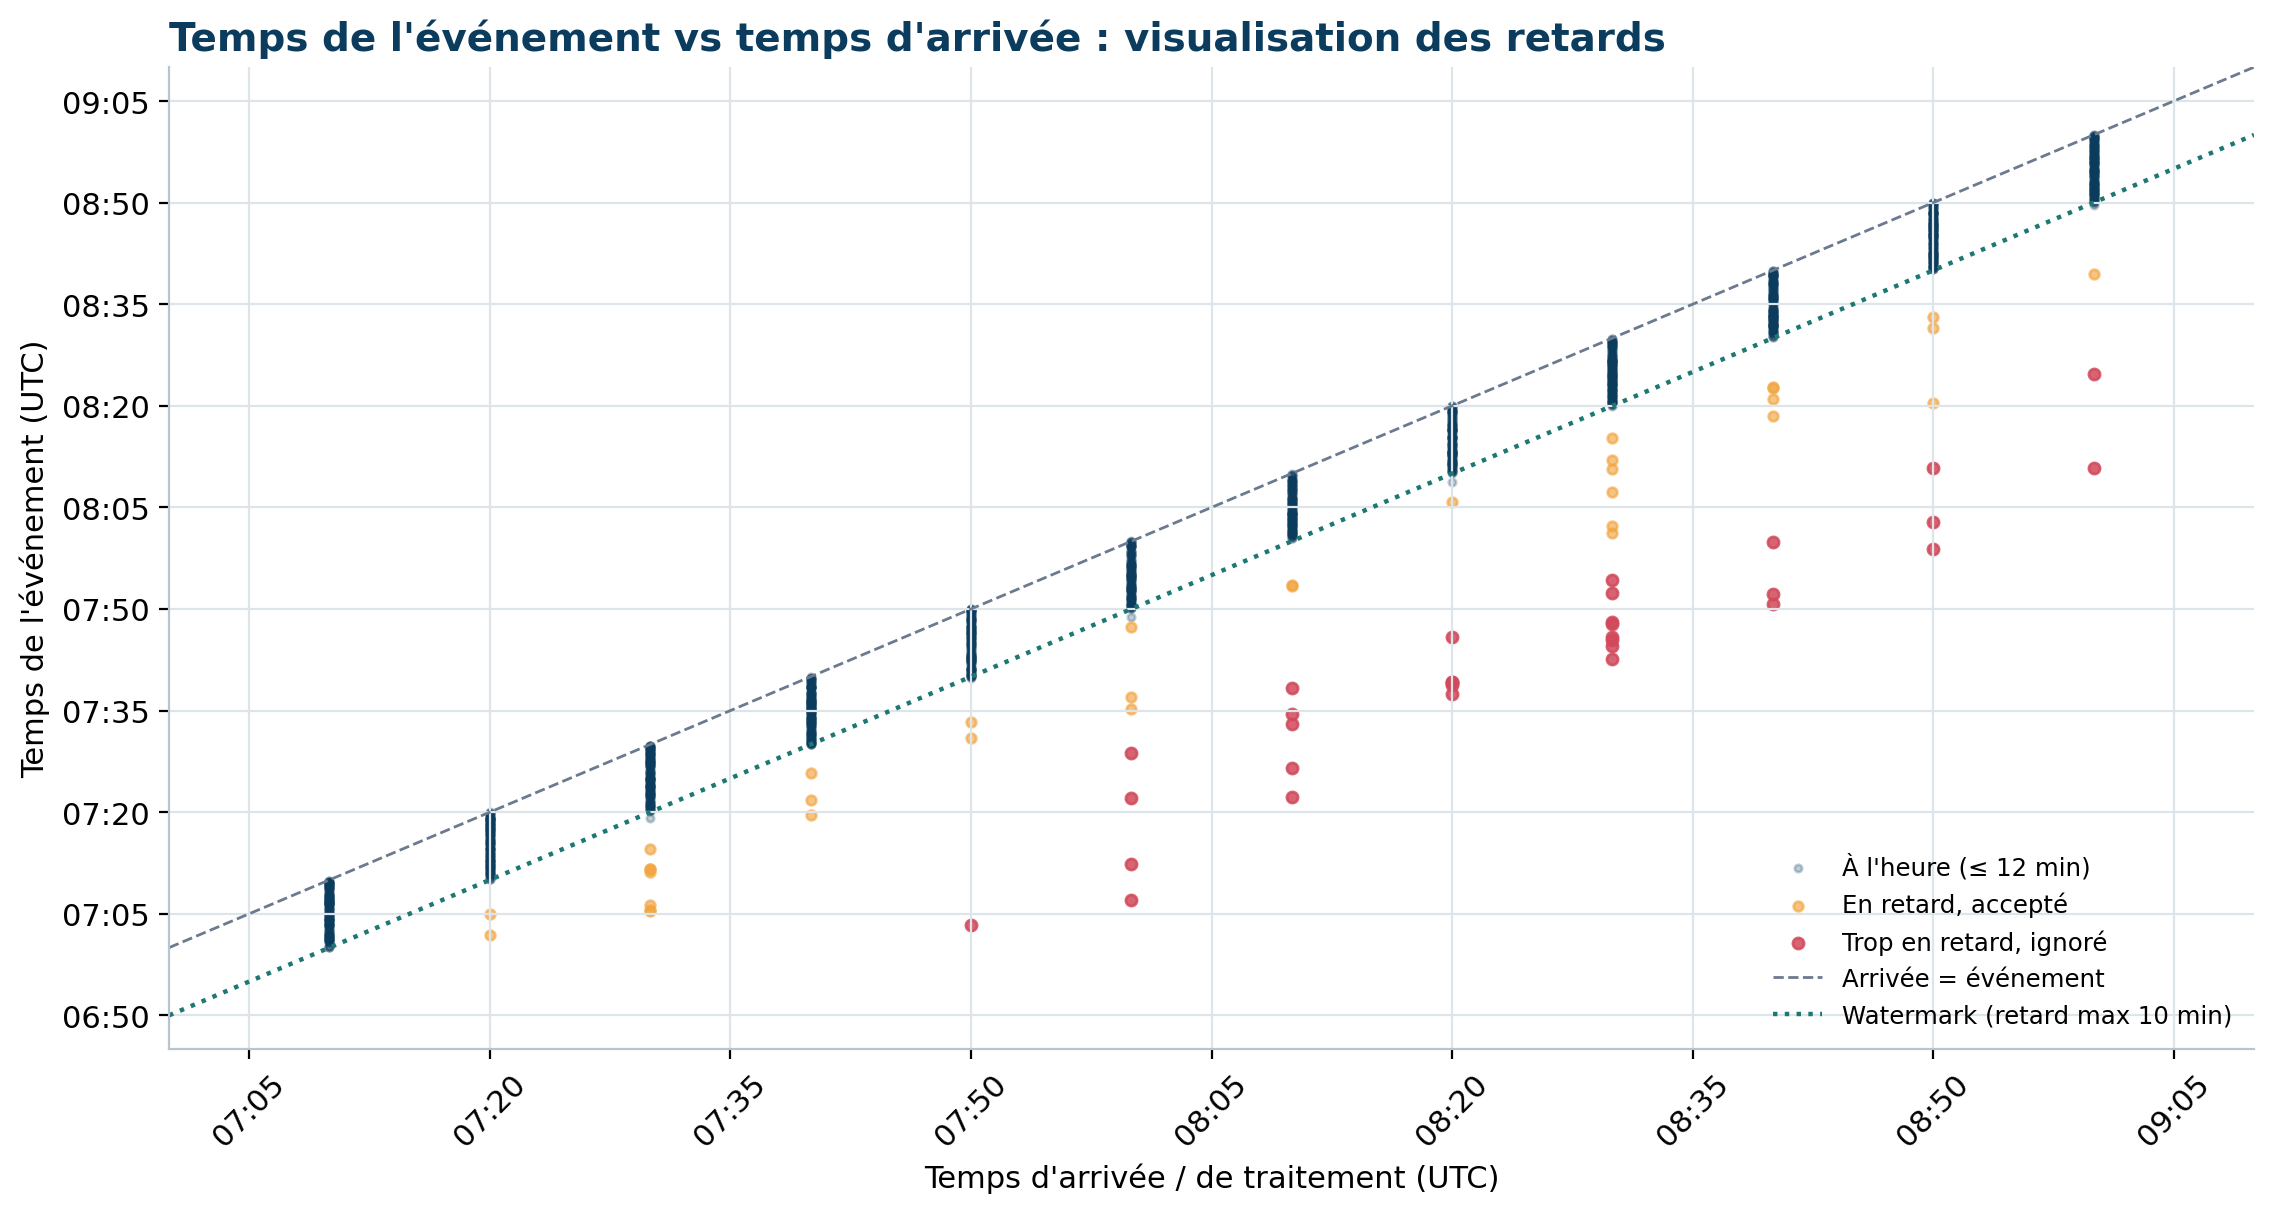 Temps de l'événement vs temps d'arrivée : visualisation des retards
Temps de l'événement (UTC)
09:05
08:50
08:35
08:20
08:05
07:50
07:35
07:20
07:05
06:50
À l'heure (≤ 12 min)
En retard, accepté
Trop en retard, ignoré
Arrivée = événement
Watermark (retard max 10 min)
07:05
07:20
07:35
07:50
08:05
08:20
08:35
08:50
09:05
Temps d'arrivée / de traitement (UTC)